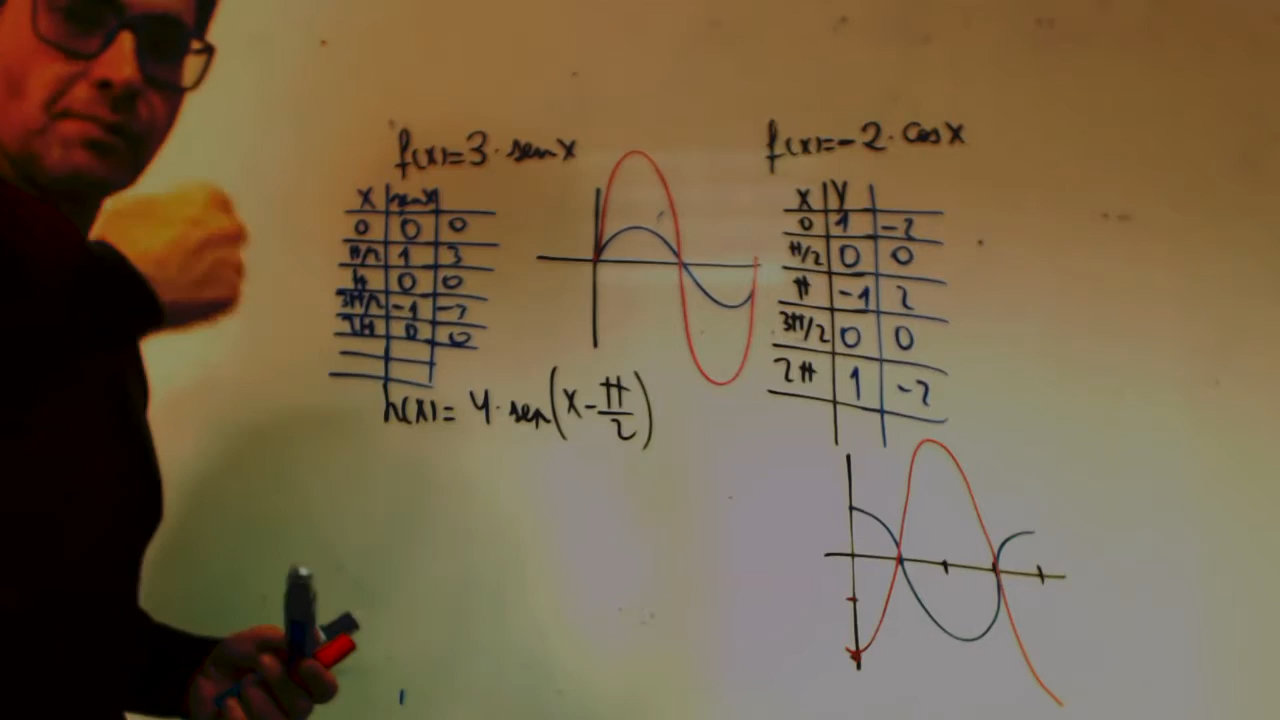 f(x)=3·sen x
x sen x
0 0 0
π/2 1 3
π 0 0
3π/2 -1 -3
2π 0 0
h(x)= 4·sen(x-π/2)
f(x)=-2·cos x
x y
0 1 -2
π/2 0 0
π -1 2
3π/2 0 0
2π 1 -2